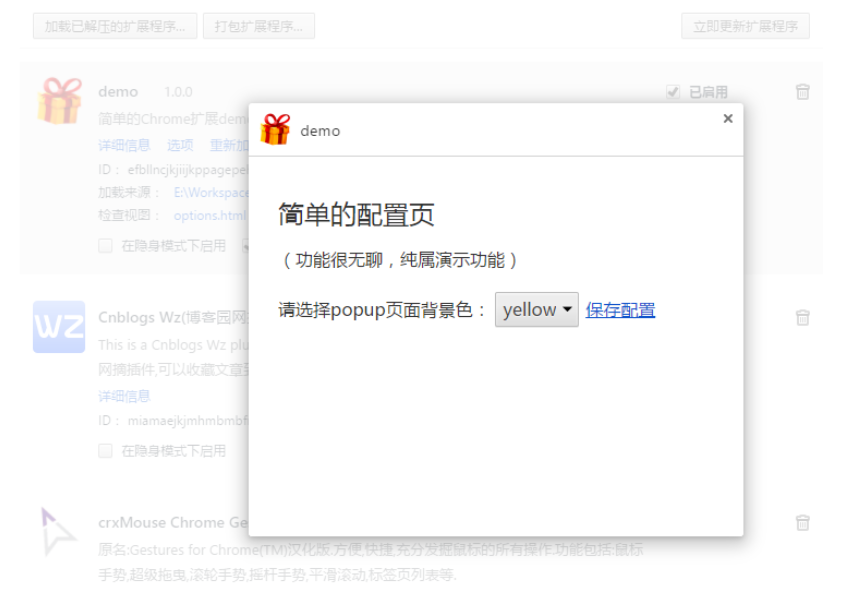 加载已解压的扩展程序...
打包扩展程序...
立即更新扩展程序
demo 1.0.0
已启用
简单的Chrome扩展dem
详细信息 选项 重新加
加载来源： E:\Workspace
检查视图： options.html
在隐身模式下启用
demo
×
简单的配置页
（功能很无聊，纯属演示功能）
请选择popup页面背景色： yellow 保存配置
WZ
Cnblogs Wz(博客园网
This is a Cnblogs Wz plu
网摘插件,可以收藏文章到
详细信息
在隐身模式下启用
crxMouse Chrome Ge
原名:Gestures for Chrome(TM)汉化版.方便,快捷,充分发掘鼠标的所有操作.功能包括:鼠标
手势,超级拖曳,滚轮手势,摇杆手势,平滑滚动,标签页列表等.